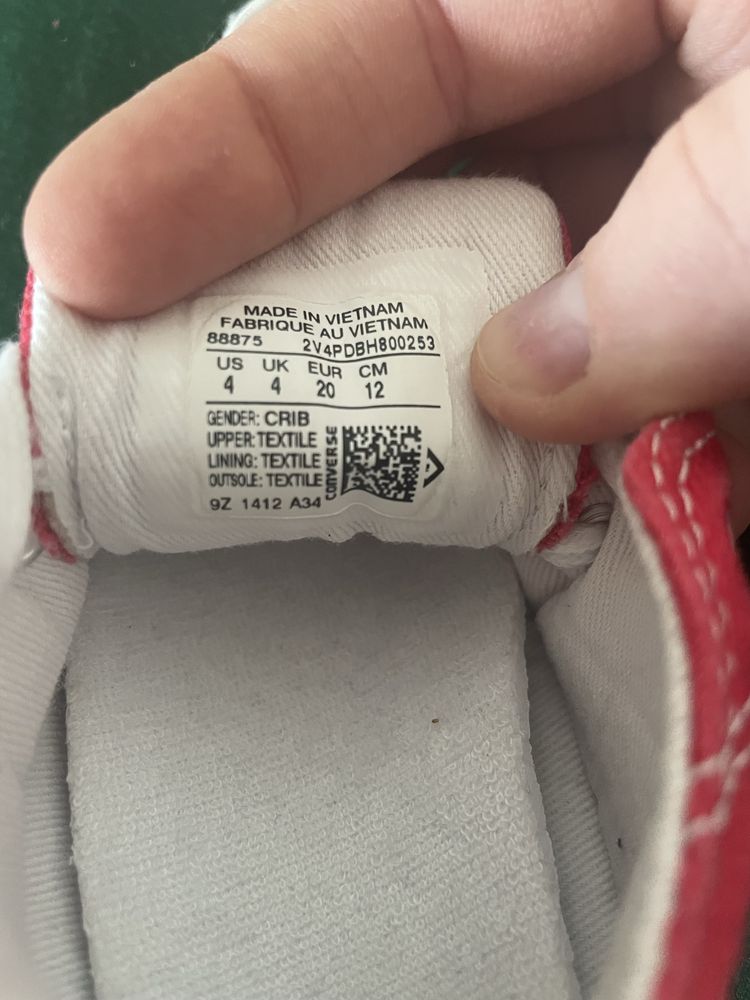 MADE IN VIETNAM
FABRIQUE AU VIETNAM
88875 2V4PDBH800253
US UK EUR CM
4 4 20 12
GENDER: CRIB
UPPER: TEXTILE
LINING: TEXTILE
OUTSOLE: TEXTILE
9Z 1412 A34
CONVERSE